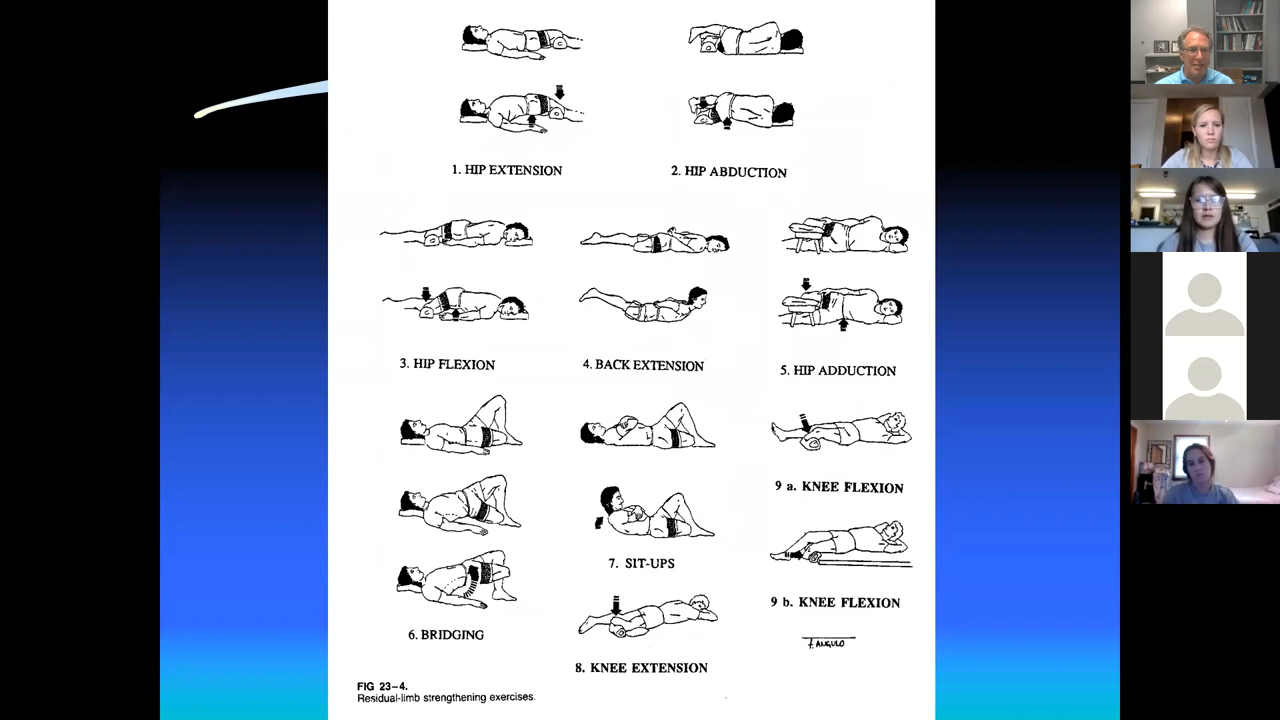 1. HIP EXTENSION
2. HIP ABDUCTION
3. HIP FLEXION
4. BACK EXTENSION
5. HIP ADDUCTION
9 a. KNEE FLEXION
7. SIT-UPS
9 b. KNEE FLEXION
6. BRIDGING
f. ANGULO
8. KNEE EXTENSION
FIG 23–4.
Residual-limb strengthening exercises.